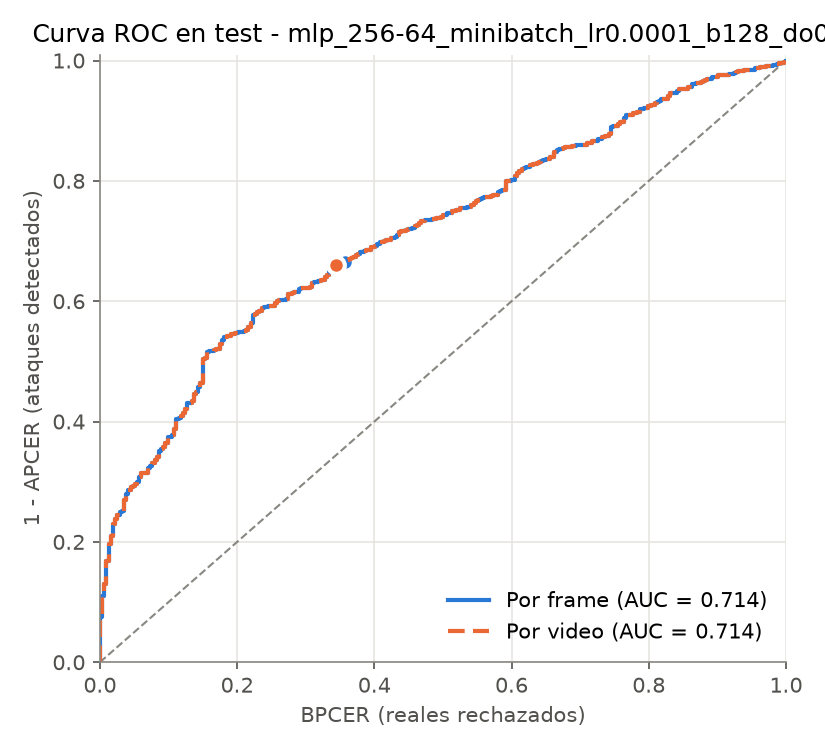 Curva ROC en test - mlp_256-64_minibatch_lr0.0001_b128_do0
1.0
0.8
0.6
0.4
0.2
0.0
1 - APCER (ataques detectados)
Por frame (AUC = 0.714)
Por video (AUC = 0.714)
0.0 0.2 0.4 0.6 0.8 1.0
BPCER (reales rechazados)